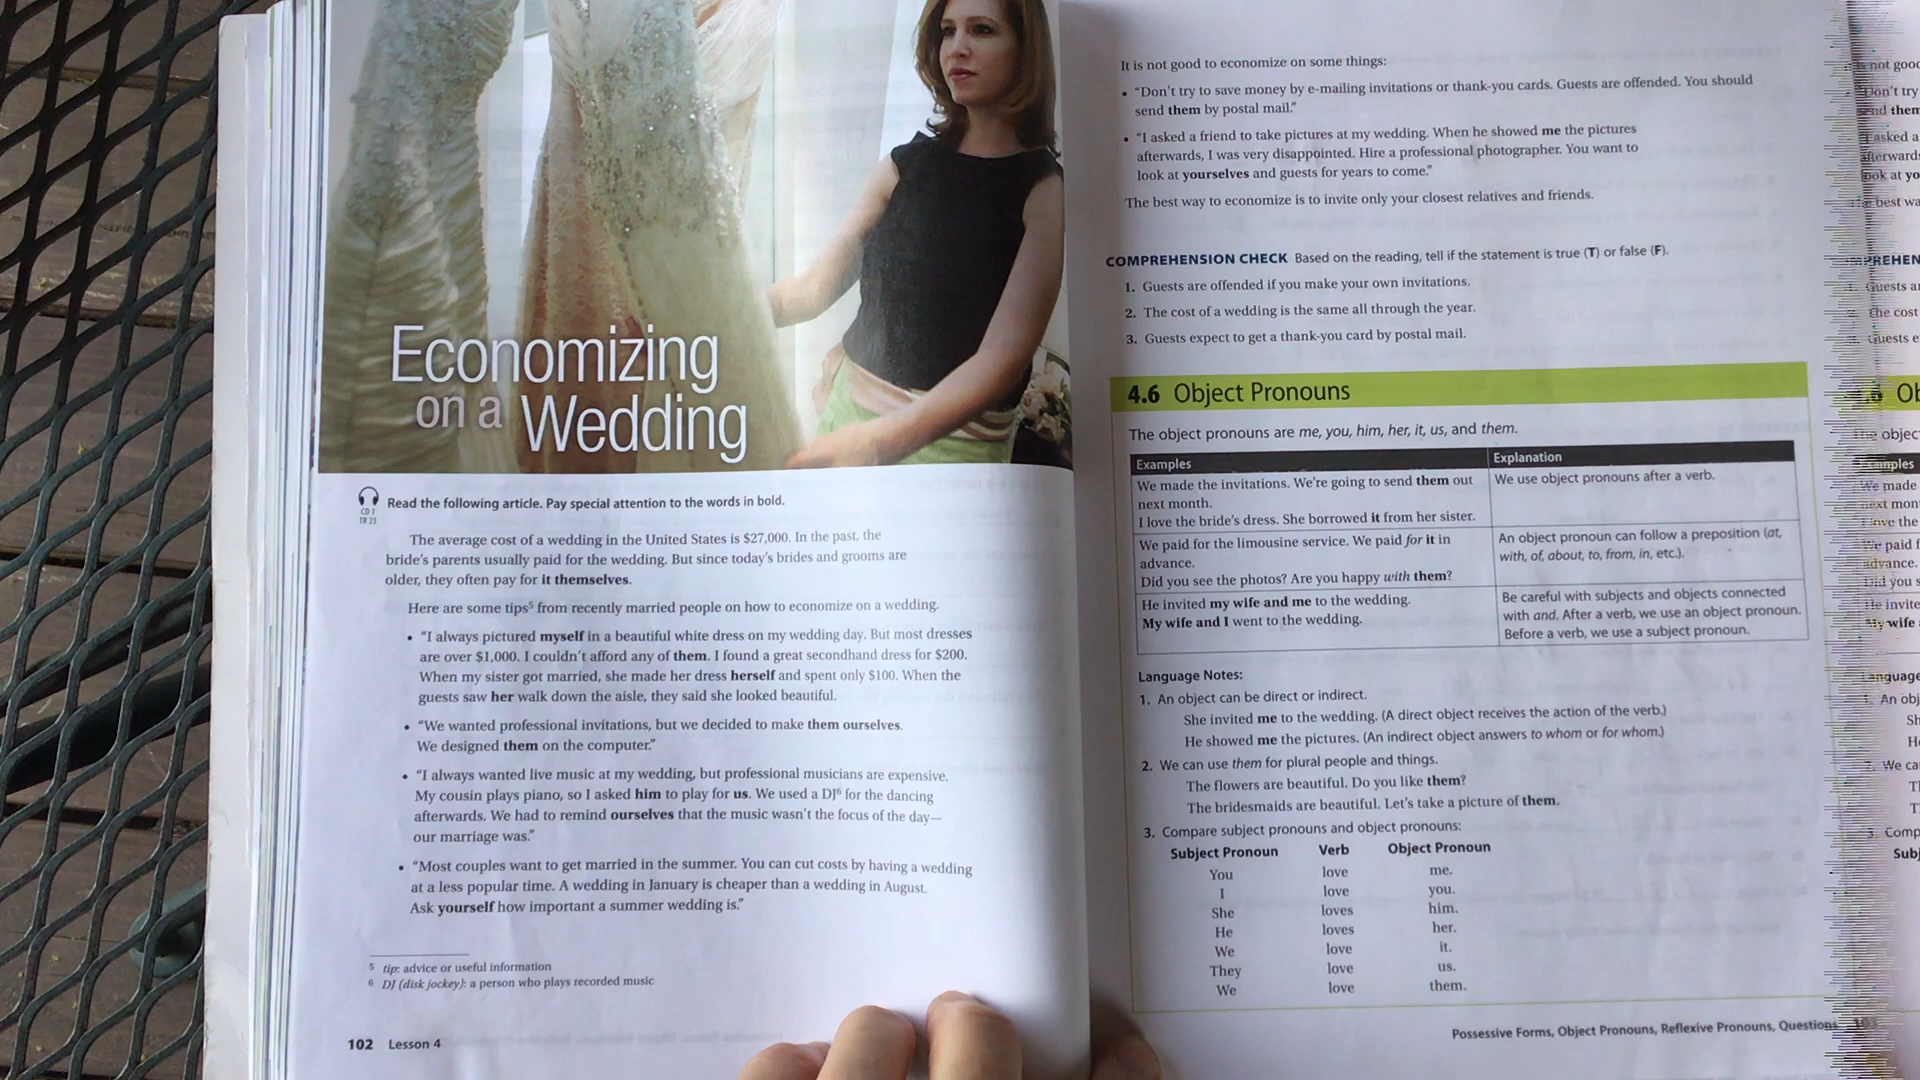 Economizing
on a Wedding
CD 1
TR 23
Read the following article. Pay special attention to the words in bold.
The average cost of a wedding in the United States is $27,000. In the past, the
bride's parents usually paid for the wedding. But since today's brides and grooms are
older, they often pay for it themselves.
Here are some tips⁵ from recently married people on how to economize on a wedding.
• "I always pictured myself in a beautiful white dress on my wedding day. But most dresses
are over $1,000. I couldn't afford any of them. I found a great secondhand dress for $200.
When my sister got married, she made her dress herself and spent only $100. When the
guests saw her walk down the aisle, they said she looked beautiful.
• "We wanted professional invitations, but we decided to make them ourselves.
We designed them on the computer."
• "I always wanted live music at my wedding, but professional musicians are expensive.
My cousin plays piano, so I asked him to play for us. We used a DJ⁶ for the dancing
afterwards. We had to remind ourselves that the music wasn't the focus of the day—
our marriage was."
• "Most couples want to get married in the summer. You can cut costs by having a wedding
at a less popular time. A wedding in January is cheaper than a wedding in August.
Ask yourself how important a summer wedding is."
⁵ tip: advice or useful information
⁶ DJ (disk jockey): a person who plays recorded music
102 Lesson 4
It is not good to economize on some things:
• "Don't try to save money by e-mailing invitations or thank-you cards. Guests are offended. You should
send them by postal mail."
• "I asked a friend to take pictures at my wedding. When he showed me the pictures
afterwards, I was very disappointed. Hire a professional photographer. You want to
look at yourselves and guests for years to come."
The best way to economize is to invite only your closest relatives and friends.
COMPREHENSION CHECK Based on the reading, tell if the statement is true (T) or false (F).
1. Guests are offended if you make your own invitations.
2. The cost of a wedding is the same all through the year.
3. Guests expect to get a thank-you card by postal mail.
4.6 Object Pronouns
The object pronouns are me, you, him, her, it, us, and them.
Examples Explanation
We made the invitations. We're going to send them out We use object pronouns after a verb.
next month.
I love the bride's dress. She borrowed it from her sister.
We paid for the limousine service. We paid for it in An object pronoun can follow a preposition (at,
advance. with, of, about, to, from, in, etc.).
Did you see the photos? Are you happy with them?
He invited my wife and me to the wedding. Be careful with subjects and objects connected
My wife and I went to the wedding. with and. After a verb, we use an object pronoun.
Before a verb, we use a subject pronoun.
Language Notes:
1. An object can be direct or indirect.
She invited me to the wedding. (A direct object receives the action of the verb.)
He showed me the pictures. (An indirect object answers to whom or for whom.)
2. We can use them for plural people and things.
The flowers are beautiful. Do you like them?
The bridesmaids are beautiful. Let's take a picture of them.
3. Compare subject pronouns and object pronouns:
Subject Pronoun Verb Object Pronoun
You love me.
I love you.
She loves him.
He loves her.
We love it.
They love us.
We love them.
Possessive Forms, Object Pronouns, Reflexive Pronouns, Questions